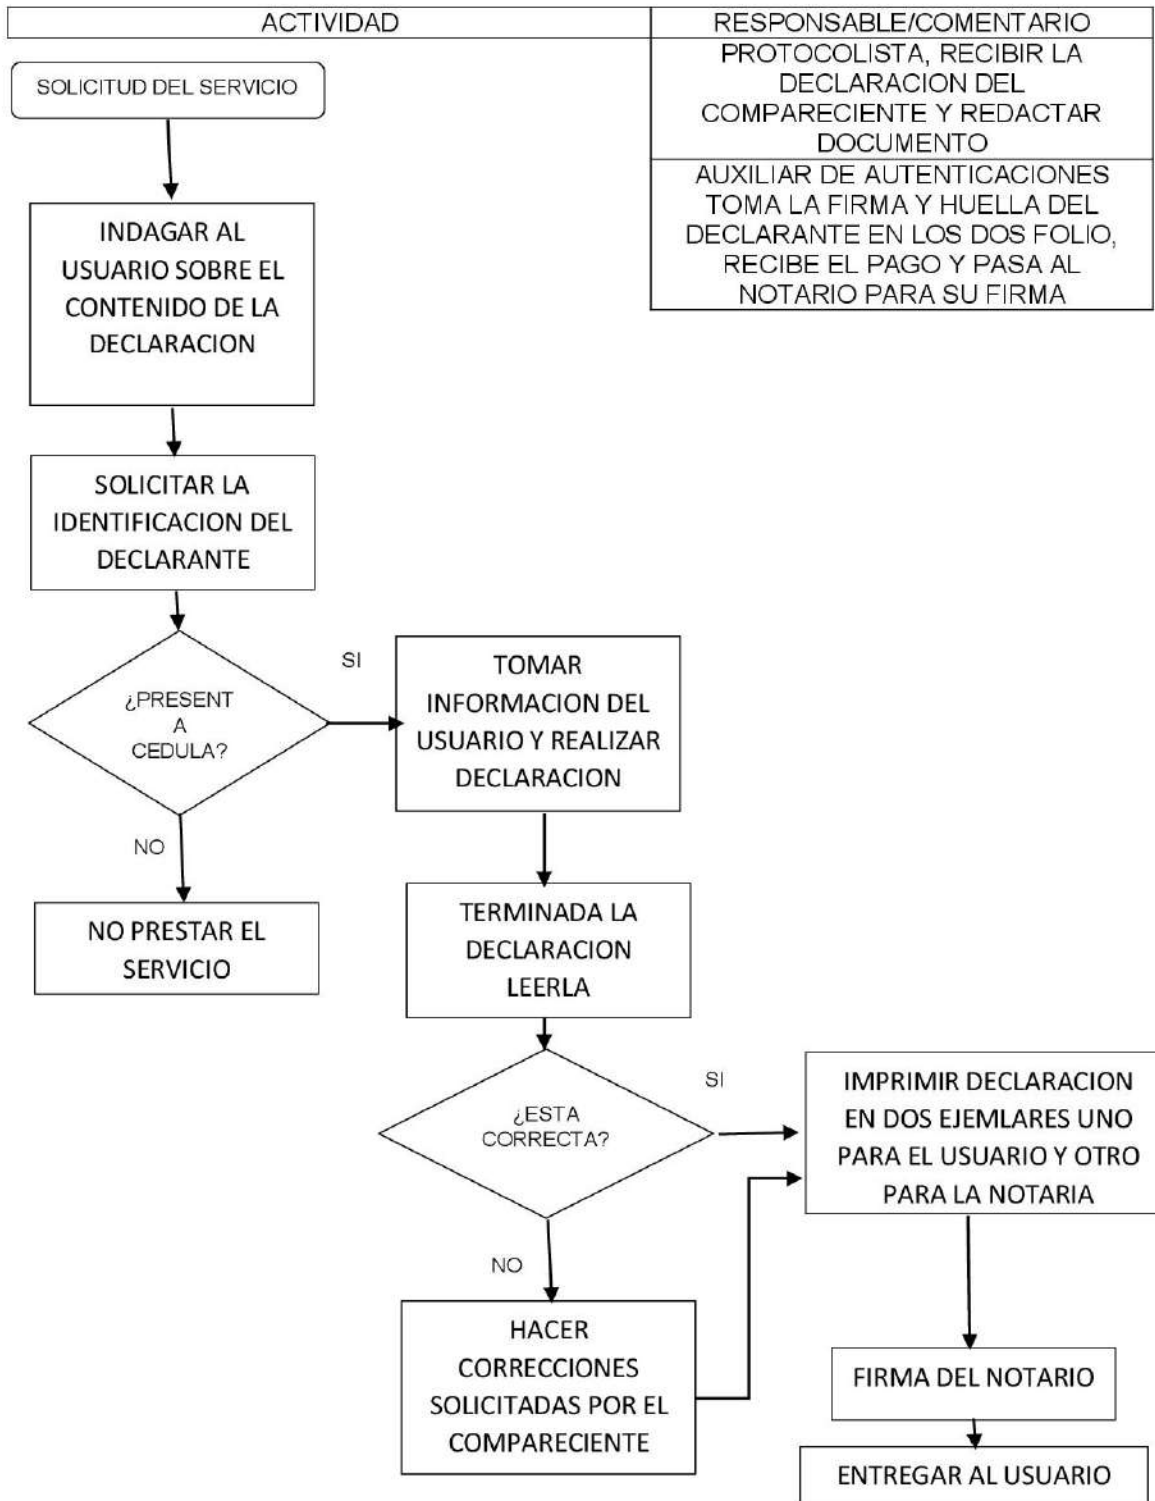 ACTIVIDAD
RESPONSABLE/COMENTARIO
PROTOCOLISTA, RECIBIR LA
DECLARACION DEL
COMPARECIENTE Y REDACTAR
DOCUMENTO
AUXILIAR DE AUTENTICACIONES
TOMA LA FIRMA Y HUELLA DEL
DECLARANTE EN LOS DOS FOLIO,
RECIBE EL PAGO Y PASA AL
NOTARIO PARA SU FIRMA
SOLICITUD DEL SERVICIO
INDAGAR AL
USUARIO SOBRE EL
CONTENIDO DE LA
DECLARACION
SOLICITAR LA
IDENTIFICACION DEL
DECLARANTE
¿PRESENT
A
CEDULA?
SI
TOMAR
INFORMACION DEL
USUARIO Y REALIZAR
DECLARACION
NO
NO PRESTAR EL
SERVICIO
TERMINADA LA
DECLARACION
LEERLA
¿ESTA
CORRECTA?
SI
IMPRIMIR DECLARACION
EN DOS EJEMLARES UNO
PARA EL USUARIO Y OTRO
PARA LA NOTARIA
NO
HACER
CORRECCIONES
SOLICITADAS POR EL
COMPARECIENTE
FIRMA DEL NOTARIO
ENTREGAR AL USUARIO